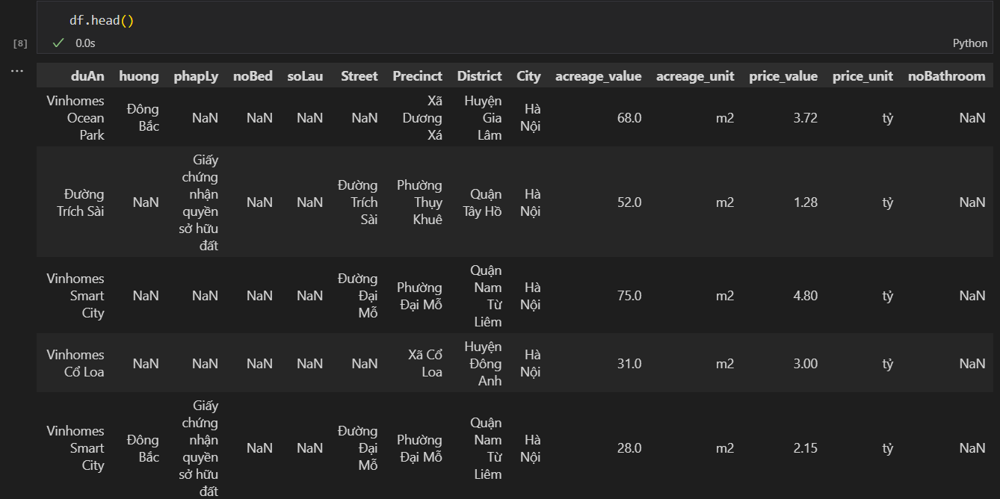 df.head()
[8]
0.0s
Python
...
duAn huong phapLy noBed soLau Street Precinct District City acreage_value acreage_unit price_value price_unit noBathroom
Vinhomes Ocean Park Đông Bắc NaN NaN NaN NaN Xã Dương Xá Huyện Gia Lâm Hà Nội 68.0 m2 3.72 tỷ NaN
Đường Trích Sài NaN Giấy chứng nhận quyền sở hữu đất NaN NaN Đường Trích Sài Phường Thụy Khuê Quận Tây Hồ Hà Nội 52.0 m2 1.28 tỷ NaN
Vinhomes Smart City NaN NaN NaN NaN Đường Đại Mỗ Phường Đại Mỗ Quận Nam Từ Liêm Hà Nội 75.0 m2 4.80 tỷ NaN
Vinhomes Cổ Loa NaN NaN NaN NaN NaN Xã Cổ Loa Huyện Đông Anh Hà Nội 31.0 m2 3.00 tỷ NaN
Vinhomes Smart City Đông Bắc Giấy chứng nhận quyền sở hữu đất NaN NaN Đường Đại Mỗ Phường Đại Mỗ Quận Nam Từ Liêm Hà Nội 28.0 m2 2.15 tỷ NaN